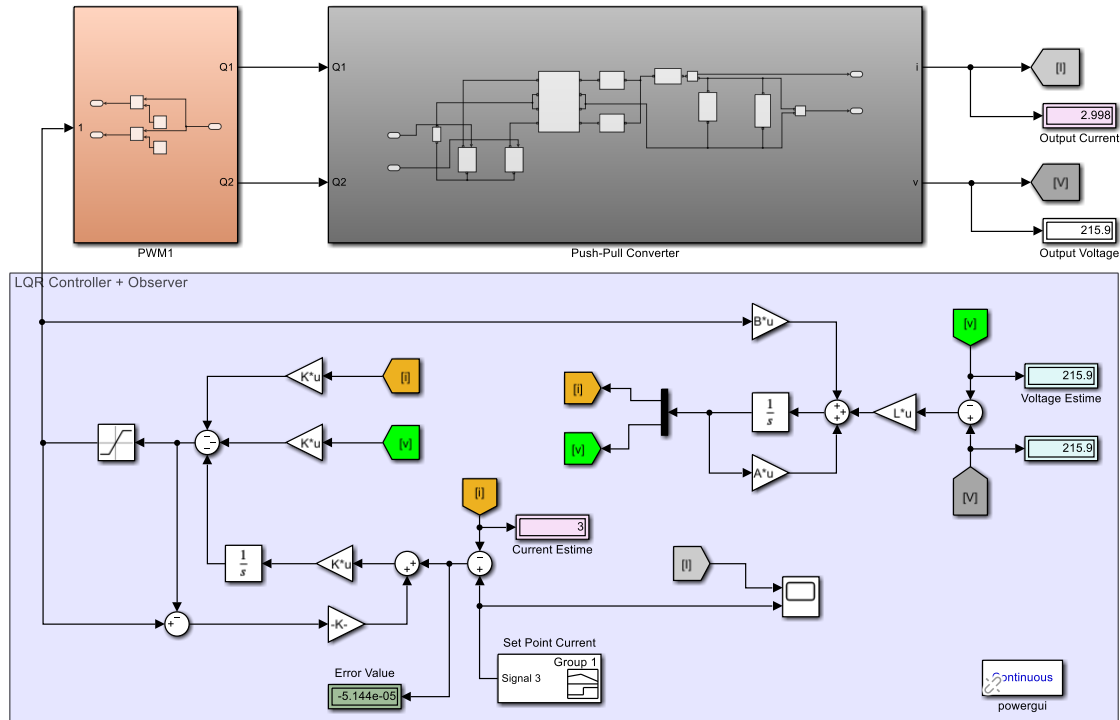 Q1
Q1
i
[I]
2.998
Output Current
1
Q2
Q2
v
[V]
215.9
Output Voltage
PWM1
Push-Pull Converter
LQR Controller + Observer
B*u
[v]
K*u
[i]
[i]
215.9
Voltage Estime
1
s
++
L*u
−
+
K*u
[v]
−−
−
[v]
215.9
A*u
[i]
[V]
3
Current Estime
1
s
K*u
+
+
−
+
[I]
+−
-K-
Set Point Current
Group 1
Signal 3
Error Value
-5.144e-05
Continuous
powergui